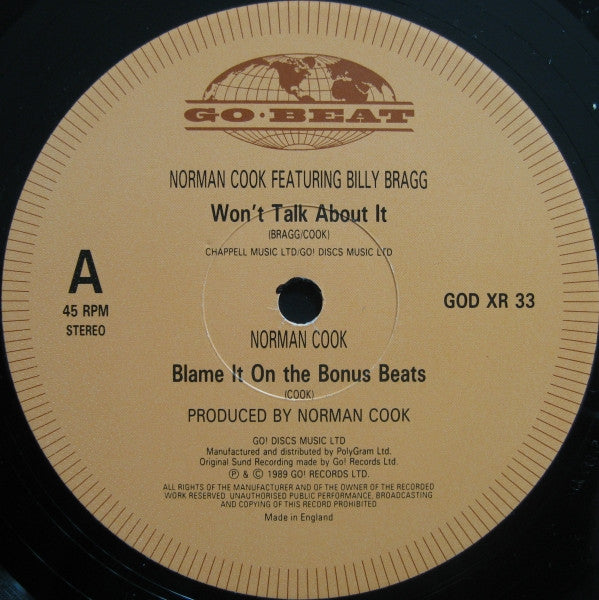 GO·BEAT
NORMAN COOK FEATURING BILLY BRAGG
Won't Talk About It
(BRAGG/COOK)
CHAPPELL MUSIC LTD/GO! DISCS MUSIC LTD
A
45 RPM
STEREO
GOD XR 33
NORMAN COOK
Blame It On the Bonus Beats
(COOK)
PRODUCED BY NORMAN COOK
GO! DISCS MUSIC LTD
Manufactured and distributed by PolyGram Ltd.
Original Sund Recording made by Go! Records Ltd.
Ⓟ & © 1989 GO! RECORDS LTD.
ALL RIGHTS OF THE MANUFACTURER AND OF THE OWNER OF THE RECORDED
WORK RESERVED. UNAUTHORISED PUBLIC PERFORMANCE, BROADCASTING
AND COPYING OF THIS RECORD PROHIBITED
Made in England